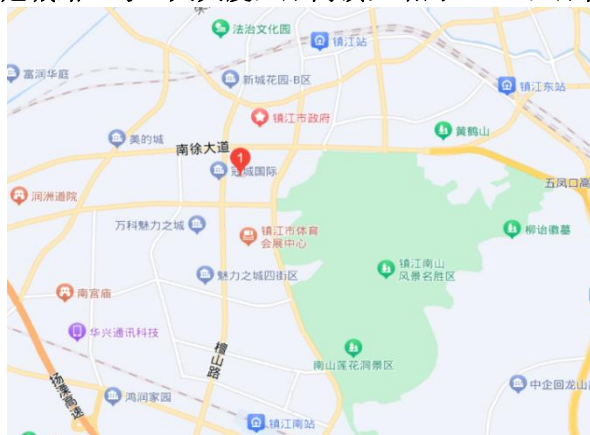 法治文化园
镇江站
富润华庭
新城花园-B区
镇江东站
镇江市政府
美的城
黄鹤山
南徐大道
1
冠城国际
五凤口高
润洲道院
万科魅力之城
镇江市体育
会展中心
柳诒徵墓
魅力之城四街区
镇江南山
风景名胜区
南宫庙
华兴通讯科技
檀山路
南山莲花洞景区
扬溧高速
鸿润家园
中企回龙山庄
镇江南站